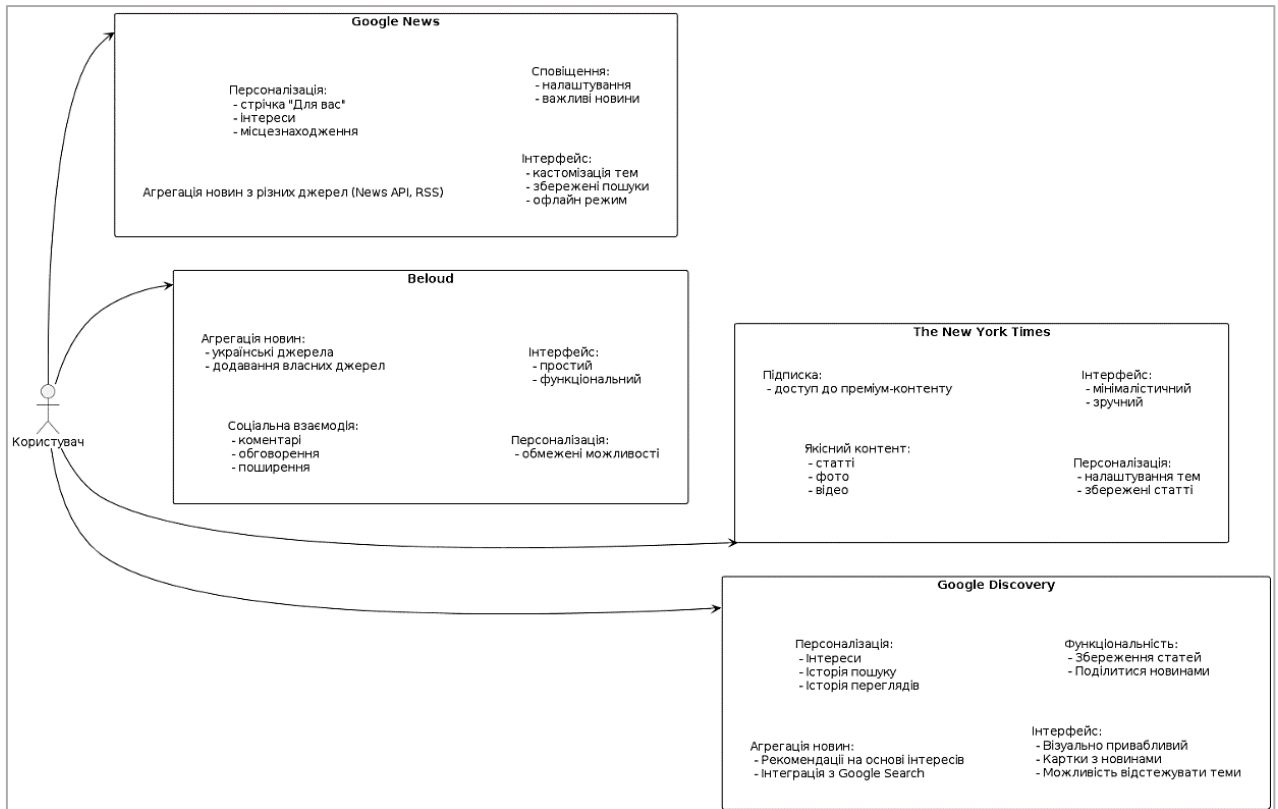 Google News
Персоналізація:
- стрічка "Для вас"
- інтереси
- місцезнаходження
Сповіщення:
- налаштування
- важливі новини
Агрегація новин з різних джерел (News API, RSS)
Інтерфейс:
- кастомізація тем
- збережені пошуки
- офлайн режим
Beloud
Агрегація новин:
- українські джерела
- додавання власних джерел
Інтерфейс:
- простий
- функціональний
Соціальна взаємодія:
- коментарі
- обговорення
- поширення
Персоналізація:
- обмежені можливості
Користувач
The New York Times
Підписка:
- доступ до преміум-контенту
Інтерфейс:
- мінімалістичний
- зручний
Якісний контент:
- статті
- фото
- відео
Персоналізація:
- налаштування тем
- збережені статті
Google Discovery
Персоналізація:
- Інтереси
- Історія пошуку
- Історія переглядів
Функціональність:
- Збереження статей
- Поділитися новинами
Агрегація новин:
- Рекомендації на основі інтересів
- Інтеграція з Google Search
Інтерфейс:
- Візуально привабливий
- Картки з новинами
- Можливість відстежувати теми